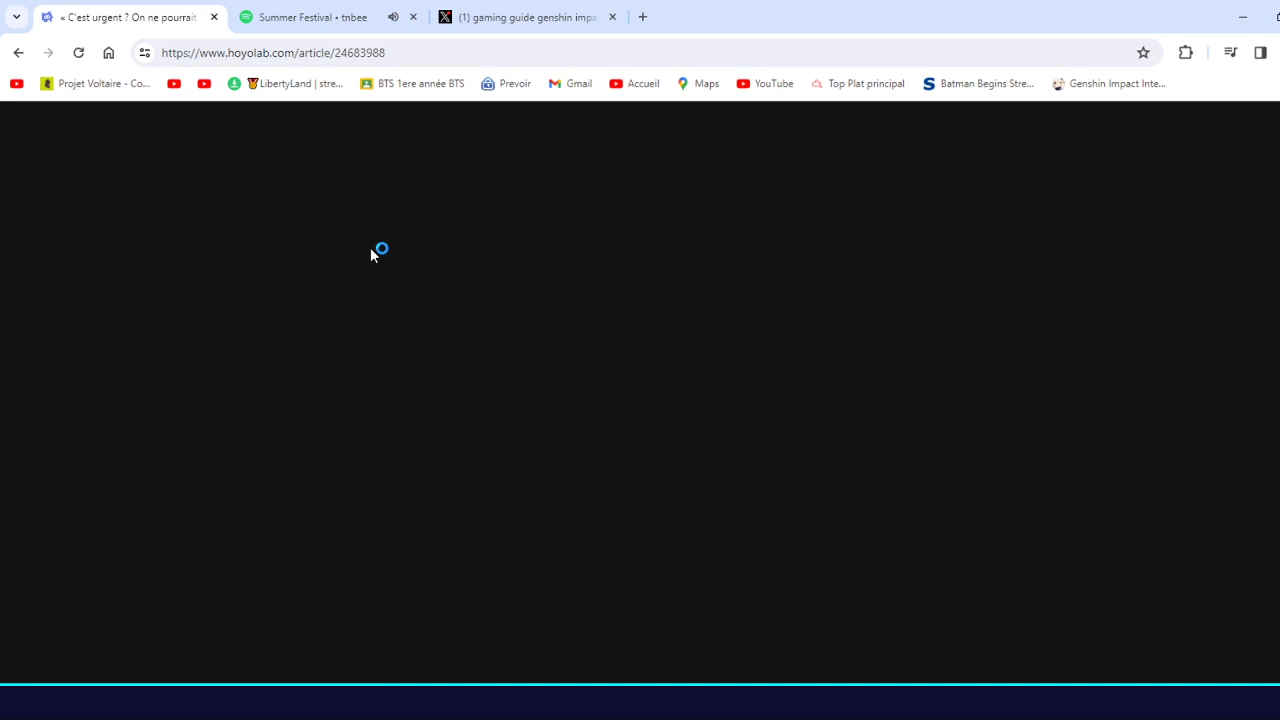 « C'est urgent ? On ne pourrait
Summer Festival • tnbee
(1) gaming guide genshin impa
https://www.hoyolab.com/article/24683988
Projet Voltaire - Co...
LibertyLand | stre...
BTS 1ere année BTS
Prevoir
Gmail
Accueil
Maps
YouTube
Top Plat principal
Batman Begins Stre...
Genshin Impact Inte...